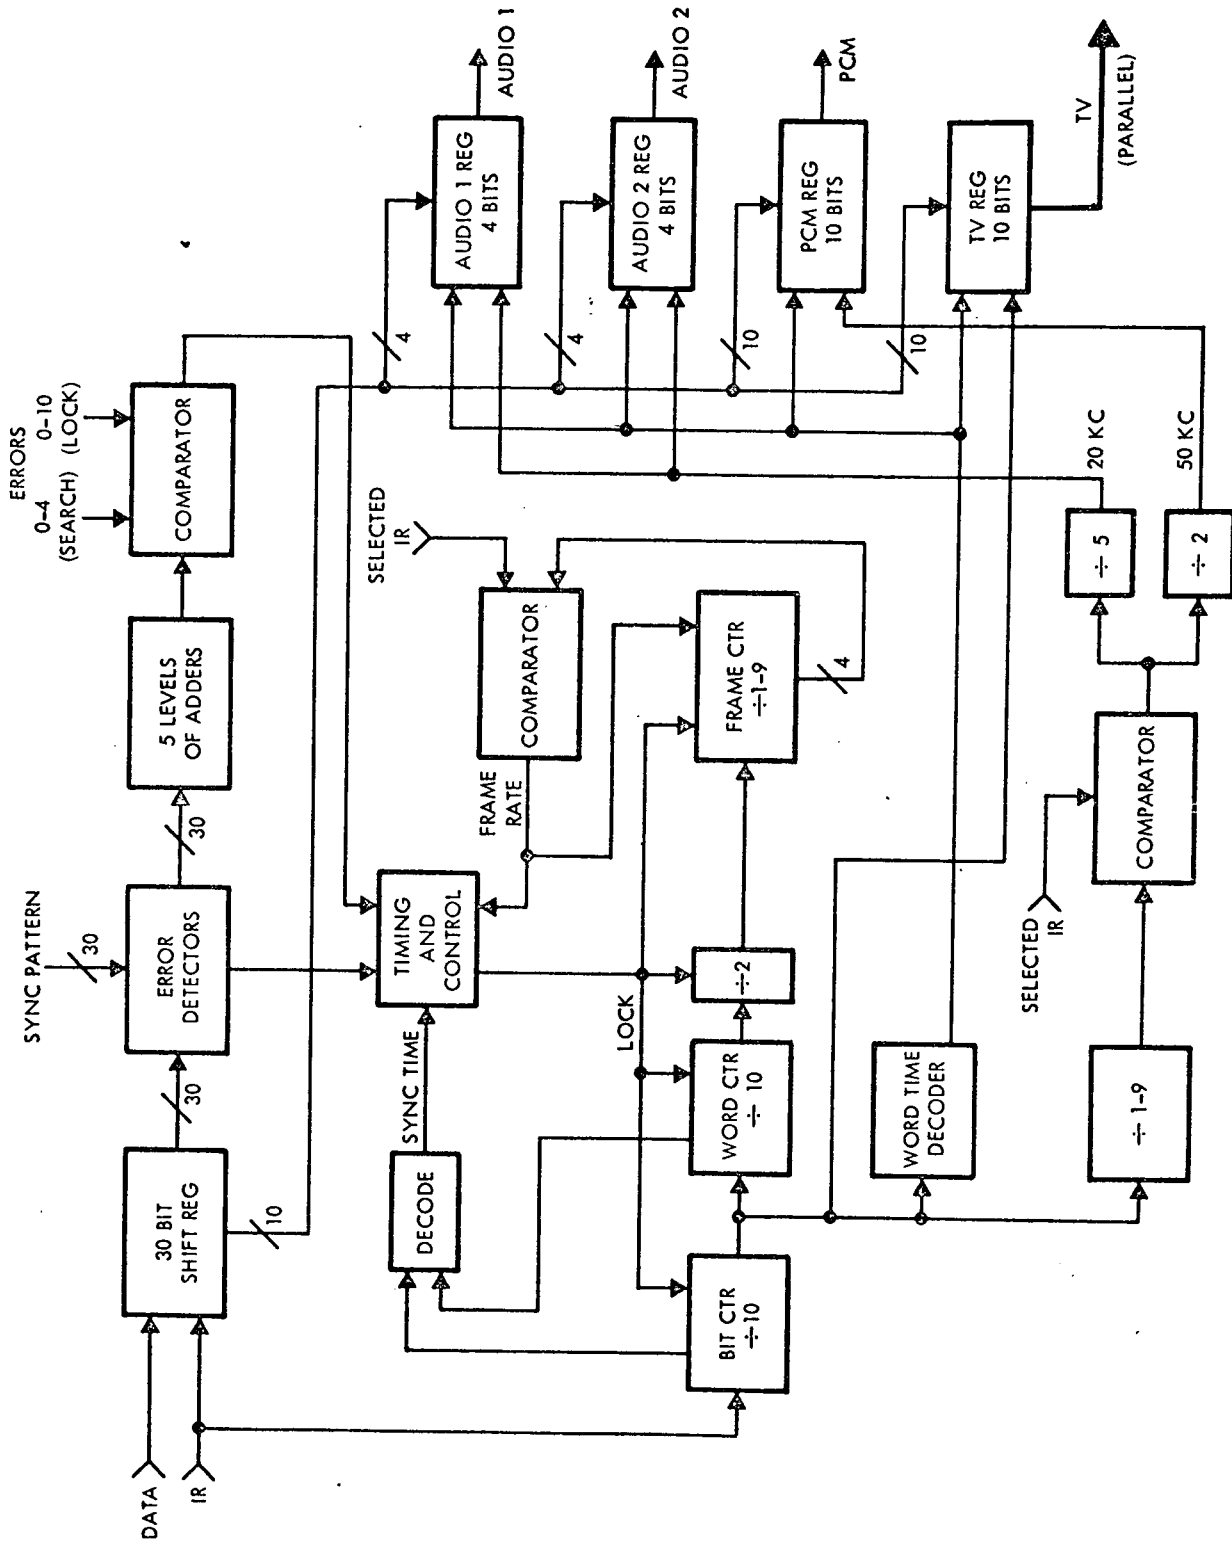 DATA
IR
30 BIT
SHIFT REG
30
10
SYNC PATTERN
30
ERROR
DETECTORS
30
5 LEVELS
OF ADDERS
ERRORS
0-4
(SEARCH)
0-10
(LOCK)
COMPARATOR
DECODE
SYNC TIME
TIMING
AND
CONTROL
FRAME
RATE
COMPARATOR
SELECTED
IR
LOCK
BIT CTR
÷10
WORD CTR
÷ 10
÷2
FRAME CTR
÷1-9
4
WORD TIME
DECODER
÷ 1-9
SELECTED
IR
COMPARATOR
÷ 5
20 KC
÷ 2
50 KC
4
AUDIO 1 REG
4 BITS
AUDIO 1
4
AUDIO 2 REG
4 BITS
AUDIO 2
10
PCM REG
10 BITS
PCM
10
TV REG
10 BITS
TV
(PARALLEL)